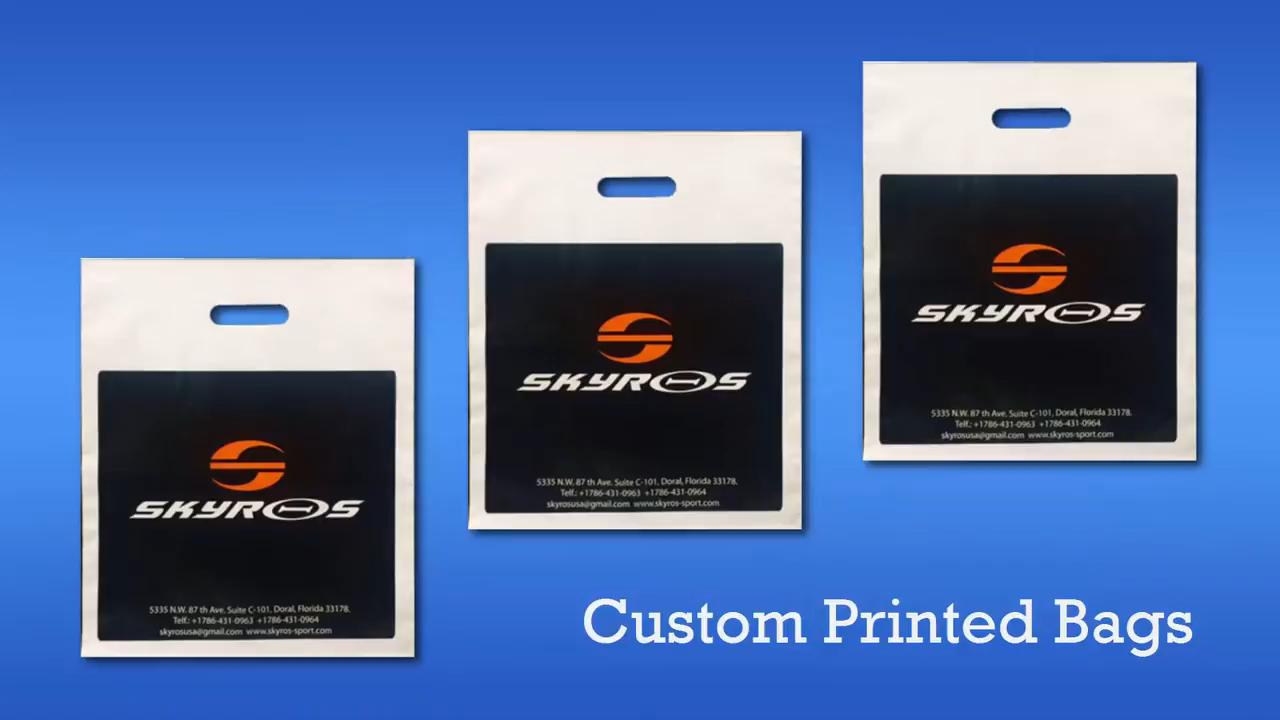 SKYROS
5335 N.W. 87 th Ave. Suite C-101, Doral, Florida 33178.
Telf.: +1786-431-0963 +1786-431-0964
skyrosusa@gmail.com www.skyros-sport.com
SKYROS
5335 N.W. 87 th Ave. Suite C-101, Doral, Florida 33178.
Telf.: +1786-431-0963 +1786-431-0964
skyrosusa@gmail.com www.skyros-sport.com
SKYROS
5335 N.W. 87 th Ave. Suite C-101, Doral, Florida 33178.
Telf.: +1786-431-0963 +1786-431-0964
skyrosusa@gmail.com www.skyros-sport.com
Custom Printed Bags